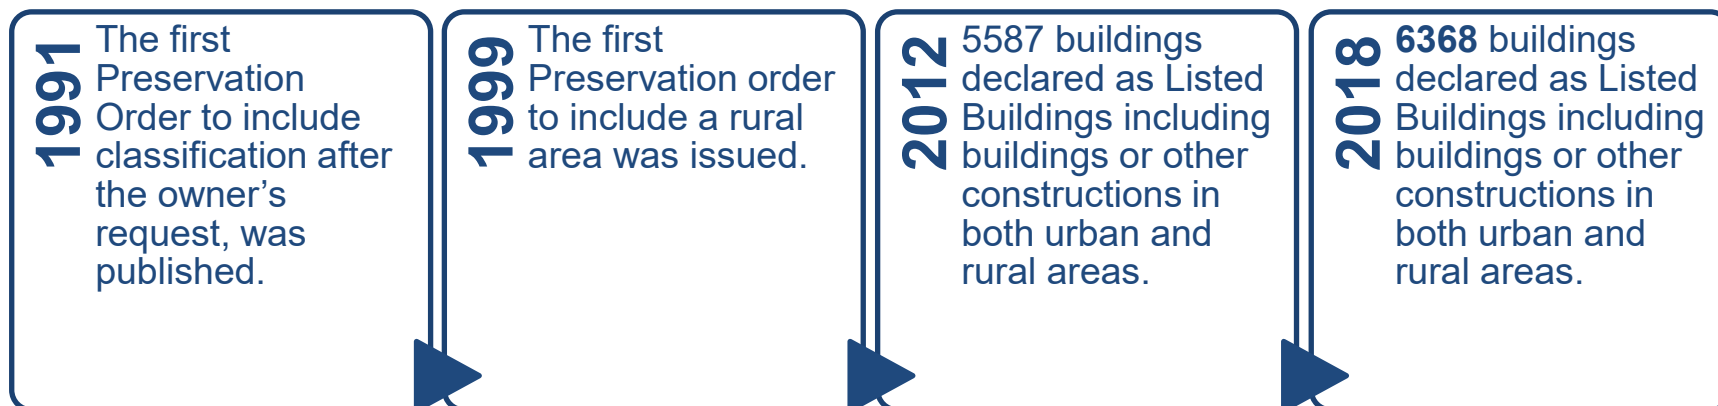 1991
The first
Preservation
Order to include
classification after
the owner’s
request, was
published.
1999
The first
Preservation order
to include a rural
area was issued.
2012
5587 buildings
declared as Listed
Buildings including
buildings or other
constructions in
both urban and
rural areas.
2018
6368 buildings
declared as Listed
Buildings including
buildings or other
constructions in
both urban and
rural areas.